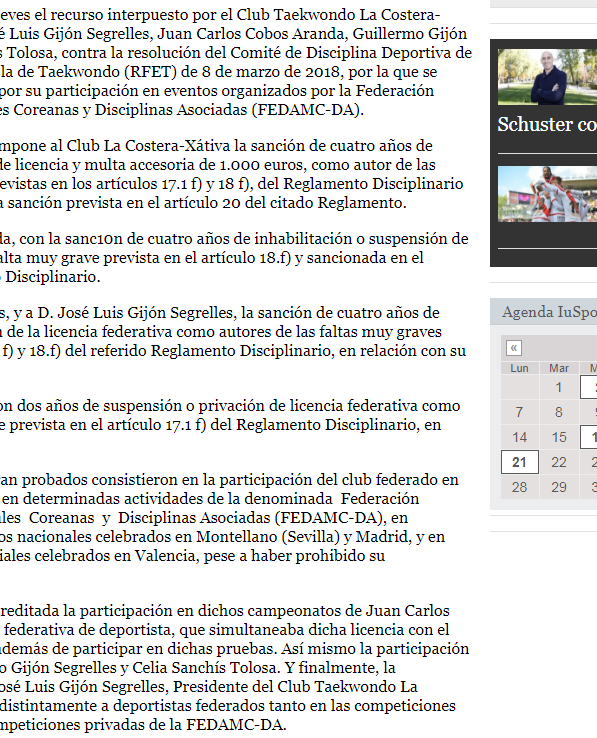 eves el recurso interpuesto por el Club Taekwondo La Costera-
é Luis Gijón Segrelles, Juan Carlos Cobos Aranda, Guillermo Gijón
s Tolosa, contra la resolución del Comité de Disciplina Deportiva de
la de Taekwondo (RFET) de 8 de marzo de 2018, por la que se
por su participación en eventos organizados por la Federación
es Coreanas y Disciplinas Asociadas (FEDAMC-DA).
mpone al Club La Costera-Xátiva la sanción de cuatro años de
de licencia y multa accesoria de 1.000 euros, como autor de las
evistas en los artículos 17.1 f) y 18 f), del Reglamento Disciplinario
a sanción prevista en el artículo 20 del citado Reglamento.
da, con la sanc10n de cuatro años de inhabilitación o suspensión de
alta muy grave prevista en el artículo 18.f) y sancionada en el
Disciplinario.
s, y a D. José Luis Gijón Segrelles, la sanción de cuatro años de
n de la licencia federativa como autores de las faltas muy graves
f) y 18.f) del referido Reglamento Disciplinario, en relación con su
on dos años de suspensión o privación de licencia federativa como
e prevista en el artículo 17.1 f) del Reglamento Disciplinario, en
an probados consistieron en la participación del club federado en
en determinadas actividades de la denominada Federación
ales Coreanas y Disciplinas Asociadas (FEDAMC-DA), en
os nacionales celebrados en Montellano (Sevilla) y Madrid, y en
iales celebrados en Valencia, pese a haber prohibido su
reditada la participación en dichos campeonatos de Juan Carlos
federativa de deportista, que simultaneaba dicha licencia con el
además de participar en dichas pruebas. Así mismo la participación
o Gijón Segrelles y Celia Sanchís Tolosa. Y finalmente, la
osé Luis Gijón Segrelles, Presidente del Club Taekwondo La
distintamente a deportistas federados tanto en las competiciones
mpeticiones privadas de la FEDAMC-DA.
Schuster co
Agenda IuSpo
«
Lun Mar M
1 2
7 8 9
14 15 1
21 22 2
28 29 3